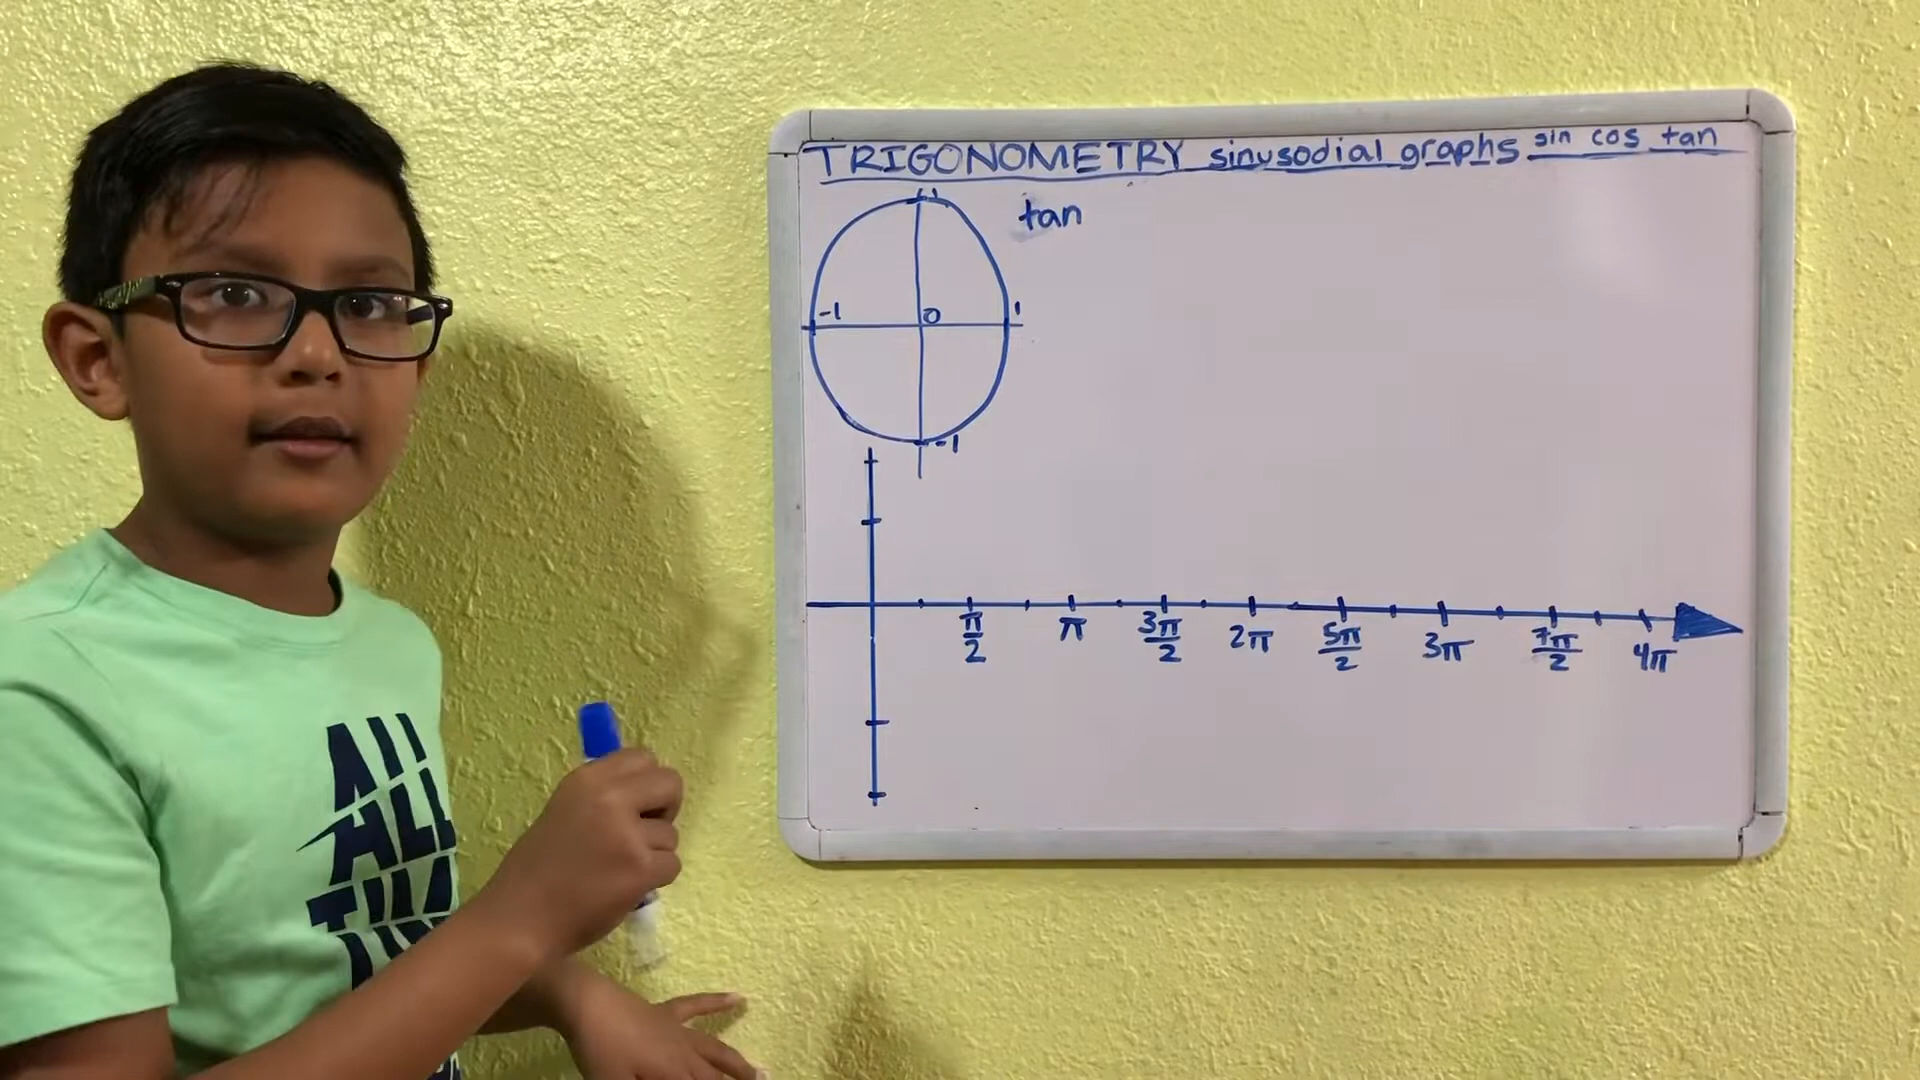 TRIGONOMETRY sinusodial graphs sin cos tan
1
tan
-1 0 1
-1
π/2 π 3π/2 2π 5π/2 3π 7π/2 4π
ALL
ALL